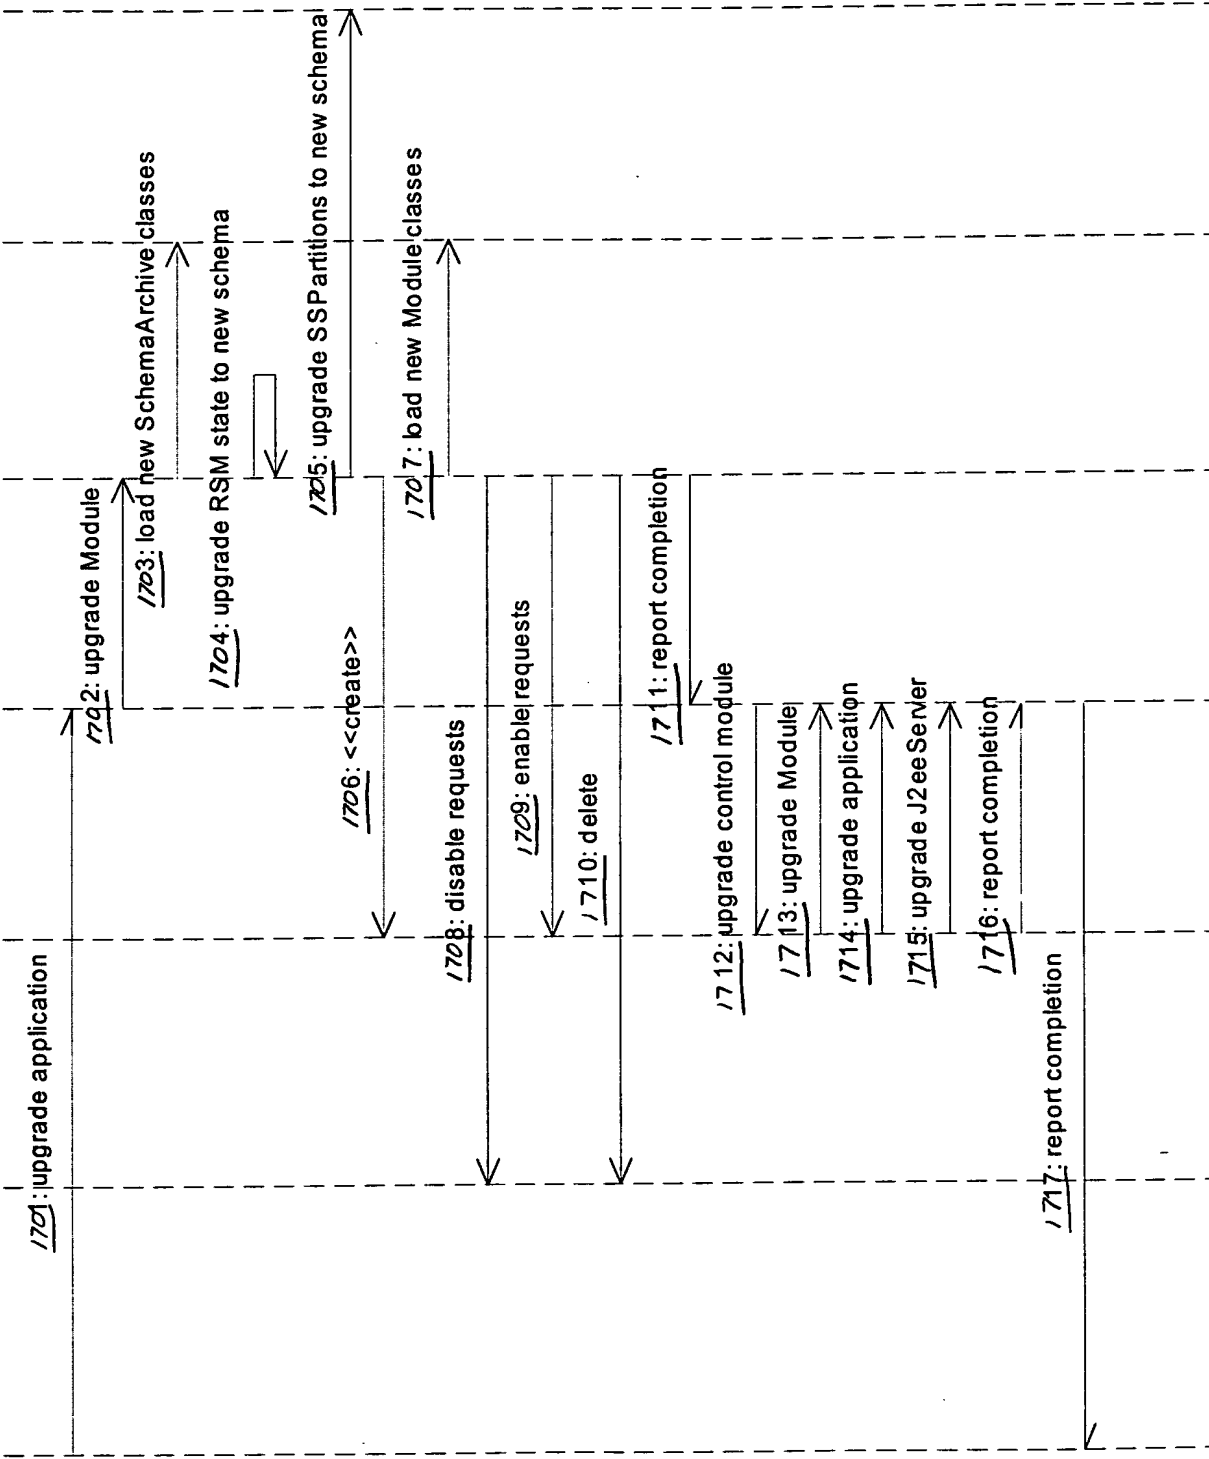 1701: upgrade application
1702: upgrade Module
1703: load new SchemaArchive classes
1704: upgrade RSM state to new schema
1705: upgrade SSPartitions to new schema
1706: <<create>>
1707: load new Module classes
1708: disable requests
1709: enable requests
1710: delete
1711: report completion
1712: upgrade control module
1713: upgrade Module
1714: upgrade application
1715: upgrade J2eeServer
1716: report completion
1717: report completion